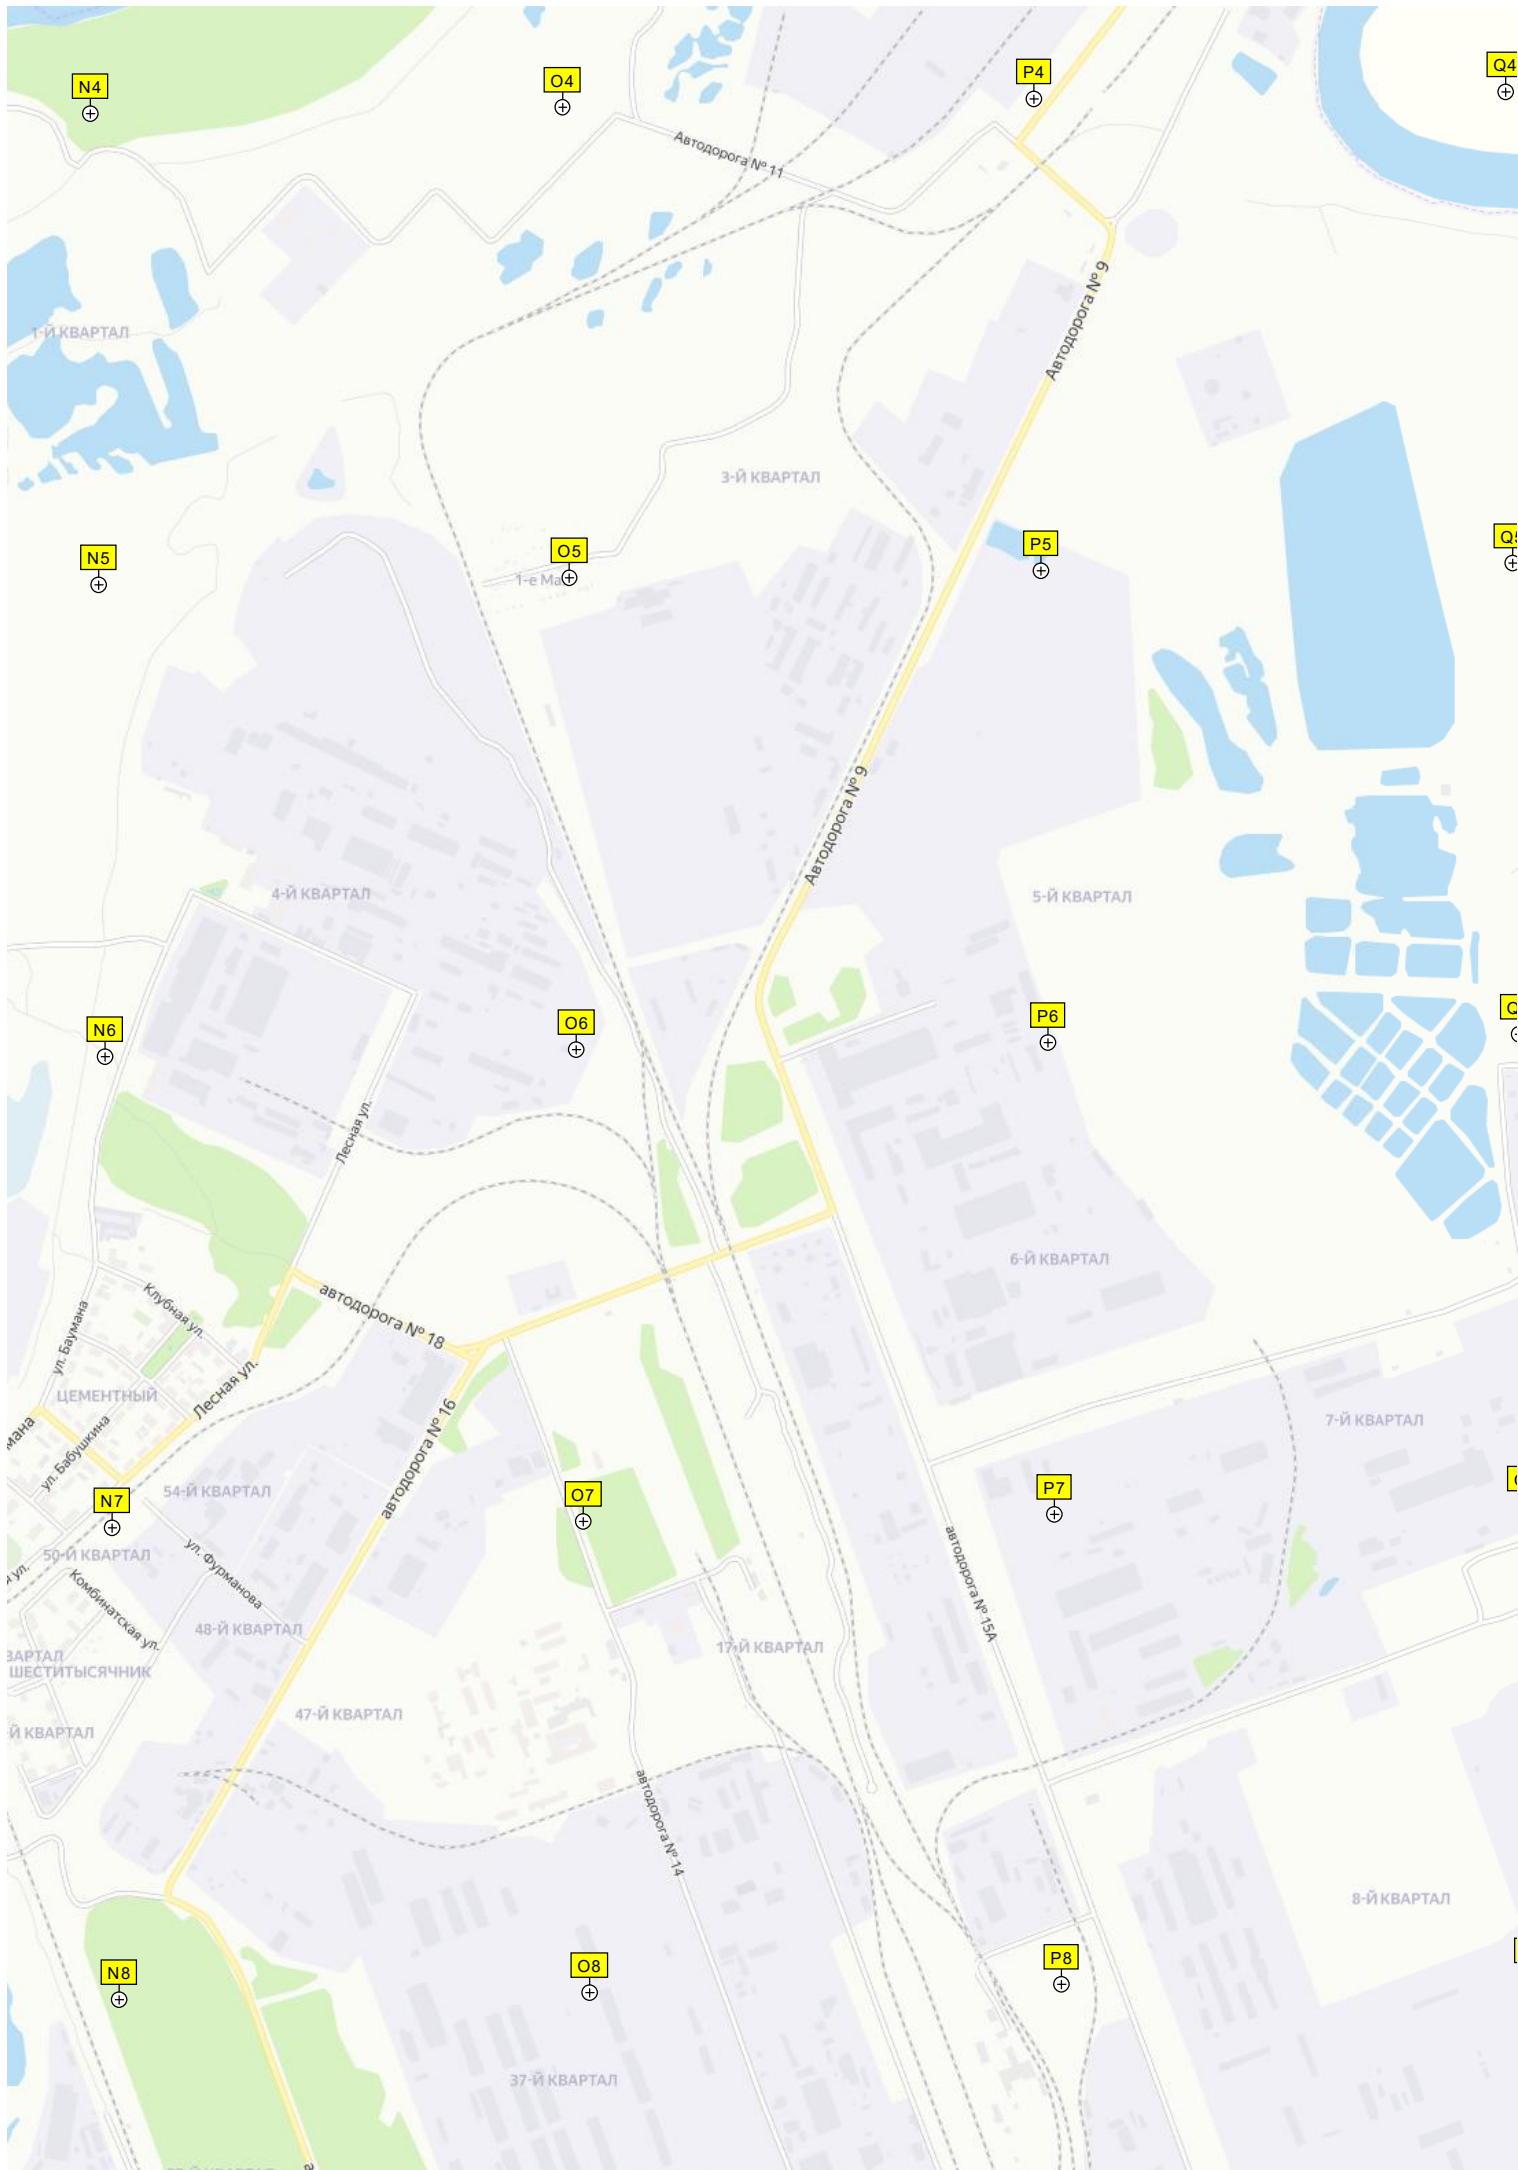 N4
O4
P4
Q4
Автодорога № 11
Автодорога № 9
1-Й КВАРТАЛ
3-Й КВАРТАЛ
N5
O5
P5
1-е Ма
Автодорога № 9
4-Й КВАРТАЛ
5-Й КВАРТАЛ
N6
O6
P6
Лесная ул.
6-Й КВАРТАЛ
Клубная ул.
автодорога № 18
ул. Баумана
ЦЕМЕНТНЫЙ
Лесная ул.
мана
ул. Бабушкина
автодорога № 16
7-Й КВАРТАЛ
54-Й КВАРТАЛ
N7
O7
P7
50-Й КВАРТАЛ
ул. Фурманова
автодорога № 15А
Комбинатская ул.
48-Й КВАРТАЛ
17-Й КВАРТАЛ
ВАРТАЛ
ШЕСТИТЫСЯЧНИК
47-Й КВАРТАЛ
Й КВАРТАЛ
автодорога № 14
8-Й КВАРТАЛ
N8
O8
P8
37-Й КВАРТАЛ